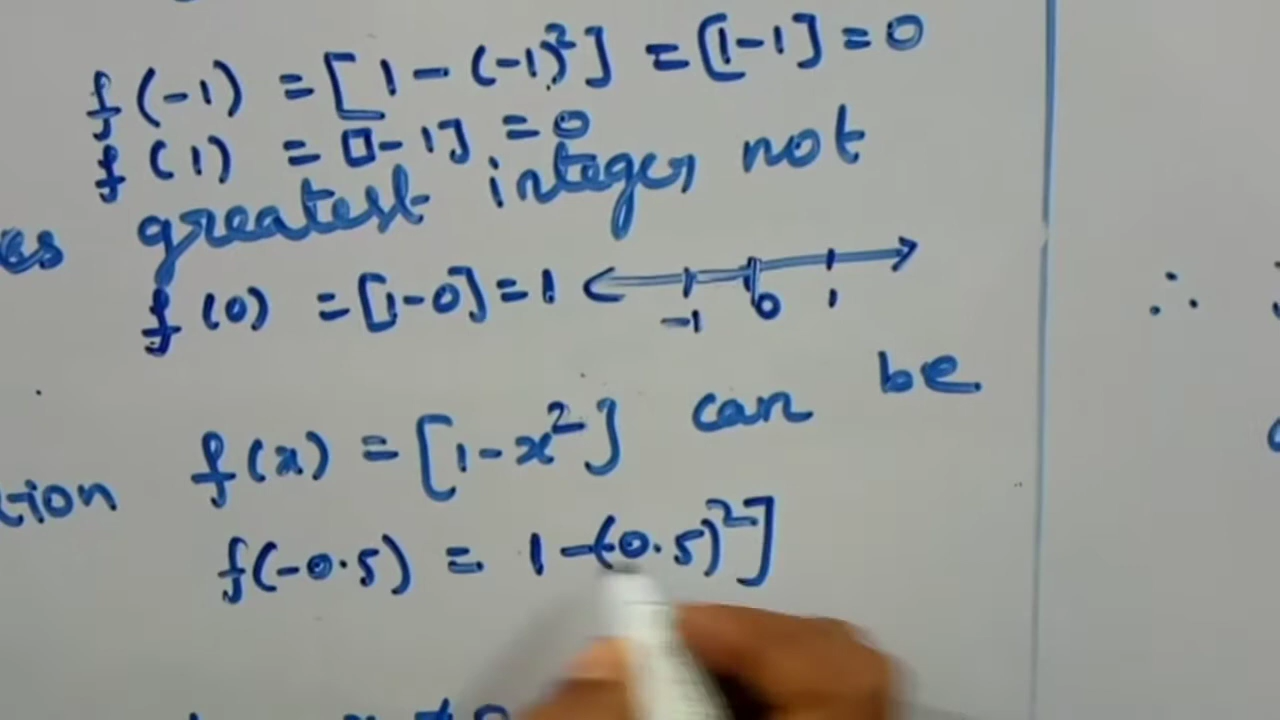 f(-1) = [1-(-1)²] = [1-1] = 0
f(1) = [1-1] = 0
es greatest integer not
f(0) = [1-0] = 1
-1 0 1
∴
f(x) = [1-x²] can be
tion
f(-0.5) = 1-(-0.5)²]